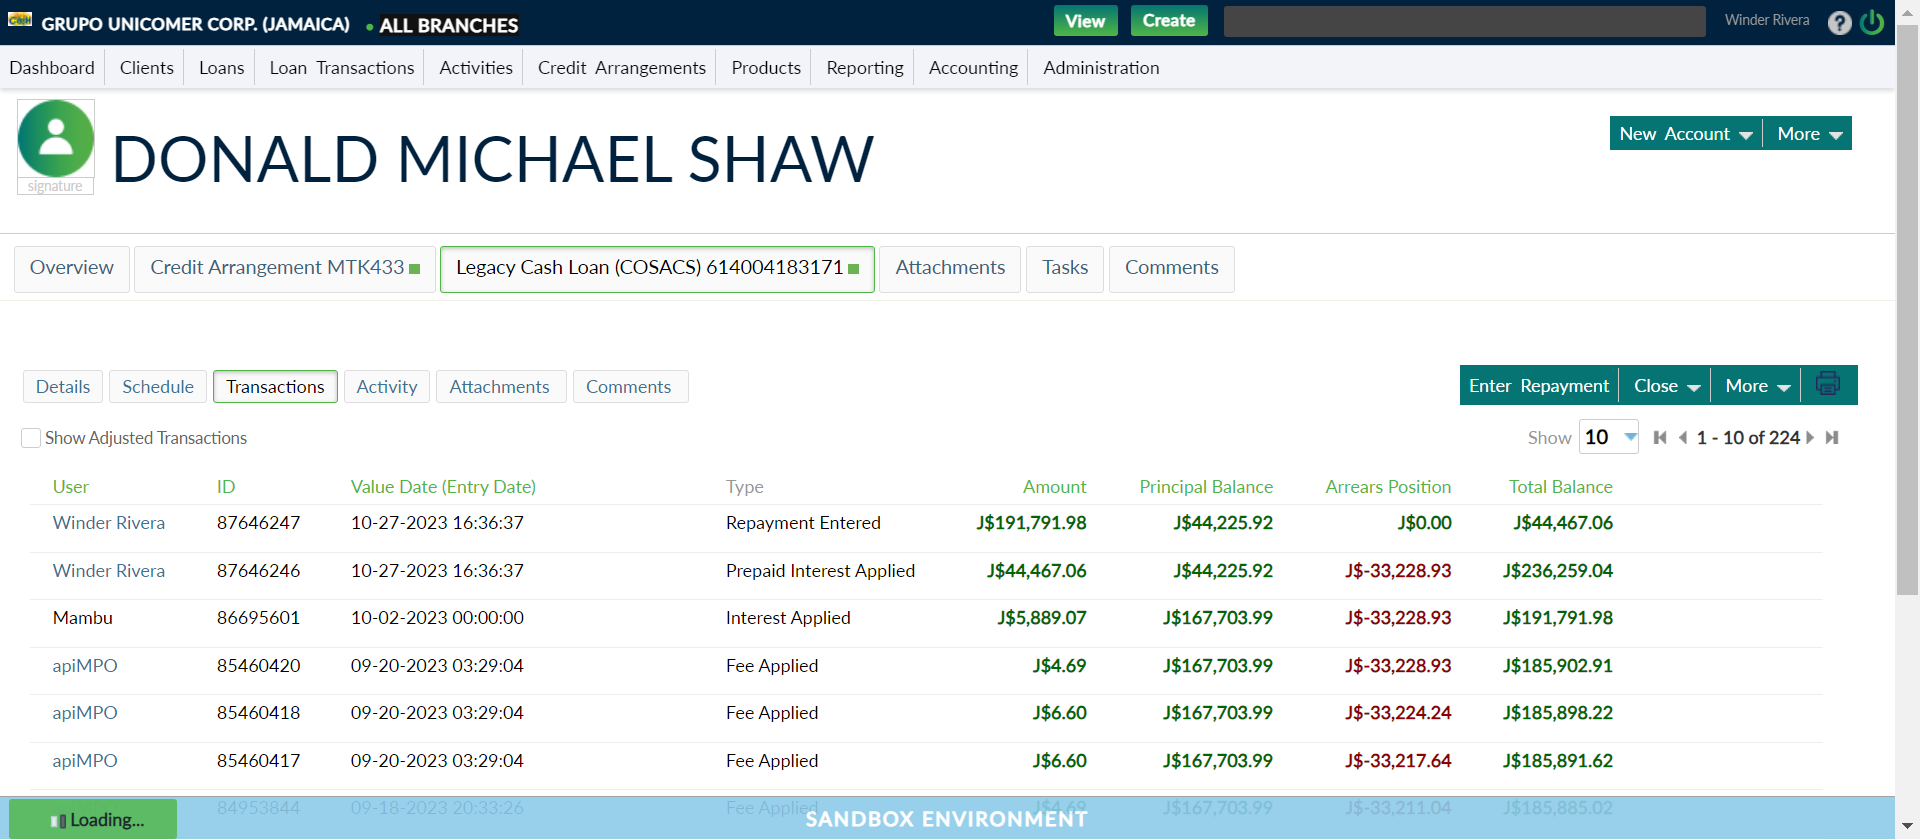 Cash GRUPO UNICOMER CORP. (JAMAICA) • ALL BRANCHES View Create Winder Rivera ?
Dashboard Clients Loans Loan Transactions Activities Credit Arrangements Products Reporting Accounting Administration
DONALD MICHAEL SHAW
signature
New Account More
Overview Credit Arrangement MTK433 Legacy Cash Loan (COSACS) 614004183171 Attachments Tasks Comments
Details Schedule Transactions Activity Attachments Comments Enter Repayment Close More
Show Adjusted Transactions Show 10 1 - 10 of 224
User ID Value Date (Entry Date) Type Amount Principal Balance Arrears Position Total Balance
Winder Rivera 87646247 10-27-2023 16:36:37 Repayment Entered J$191,791.98 J$44,225.92 J$0.00 J$44,467.06
Winder Rivera 87646246 10-27-2023 16:36:37 Prepaid Interest Applied J$44,467.06 J$44,225.92 J$-33,228.93 J$236,259.04
Mambu 86695601 10-02-2023 00:00:00 Interest Applied J$5,889.07 J$167,703.99 J$-33,228.93 J$191,791.98
apiMPO 85460420 09-20-2023 03:29:04 Fee Applied J$4.69 J$167,703.99 J$-33,228.93 J$185,902.91
apiMPO 85460418 09-20-2023 03:29:04 Fee Applied J$6.60 J$167,703.99 J$-33,224.24 J$185,898.22
apiMPO 85460417 09-20-2023 03:29:04 Fee Applied J$6.60 J$167,703.99 J$-33,217.64 J$185,891.62
84953844 09-18-2023 20:33:26 Fee Applied J$4.69 J$167,703.99 J$-33,211.04 J$185,885.02
Loading... SANDBOX ENVIRONMENT